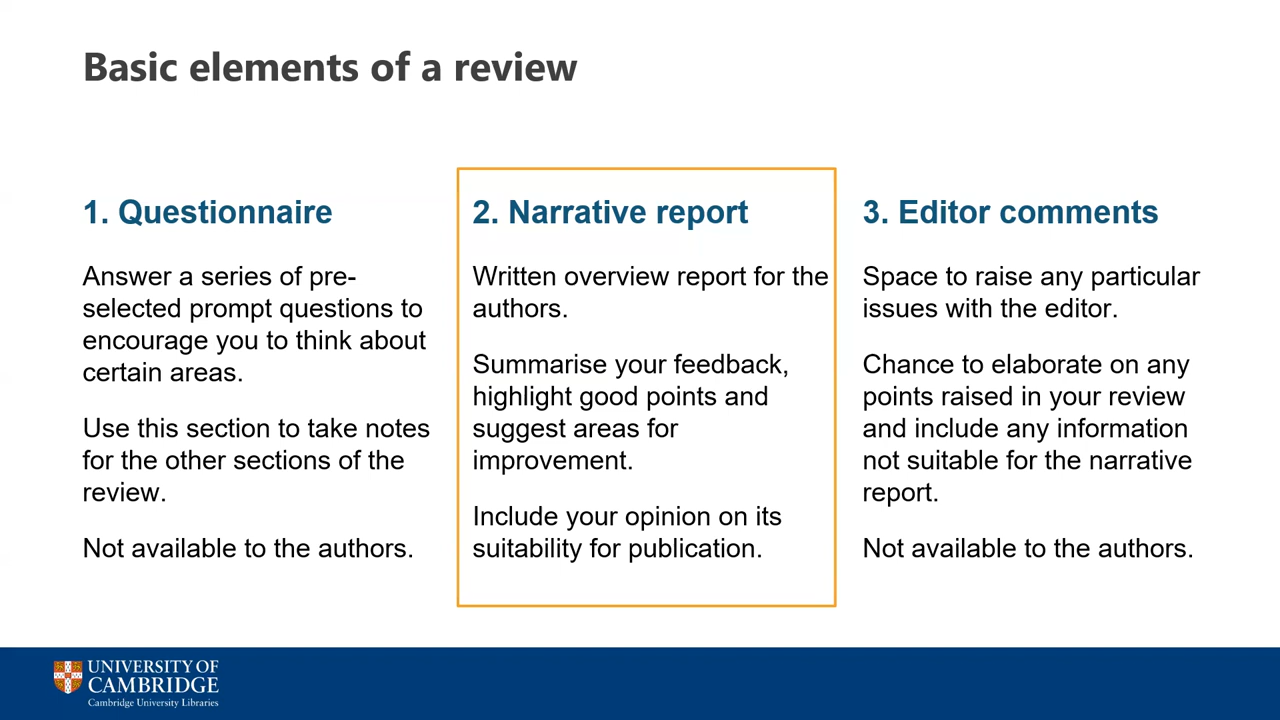 Basic elements of a review
1. Questionnaire
Answer a series of pre-
selected prompt questions to
encourage you to think about
certain areas.
Use this section to take notes
for the other sections of the
review.
Not available to the authors.
2. Narrative report
Written overview report for the
authors.
Summarise your feedback,
highlight good points and
suggest areas for
improvement.
Include your opinion on its
suitability for publication.
3. Editor comments
Space to raise any particular
issues with the editor.
Chance to elaborate on any
points raised in your review
and include any information
not suitable for the narrative
report.
Not available to the authors.
UNIVERSITY OF
CAMBRIDGE
Cambridge University Libraries